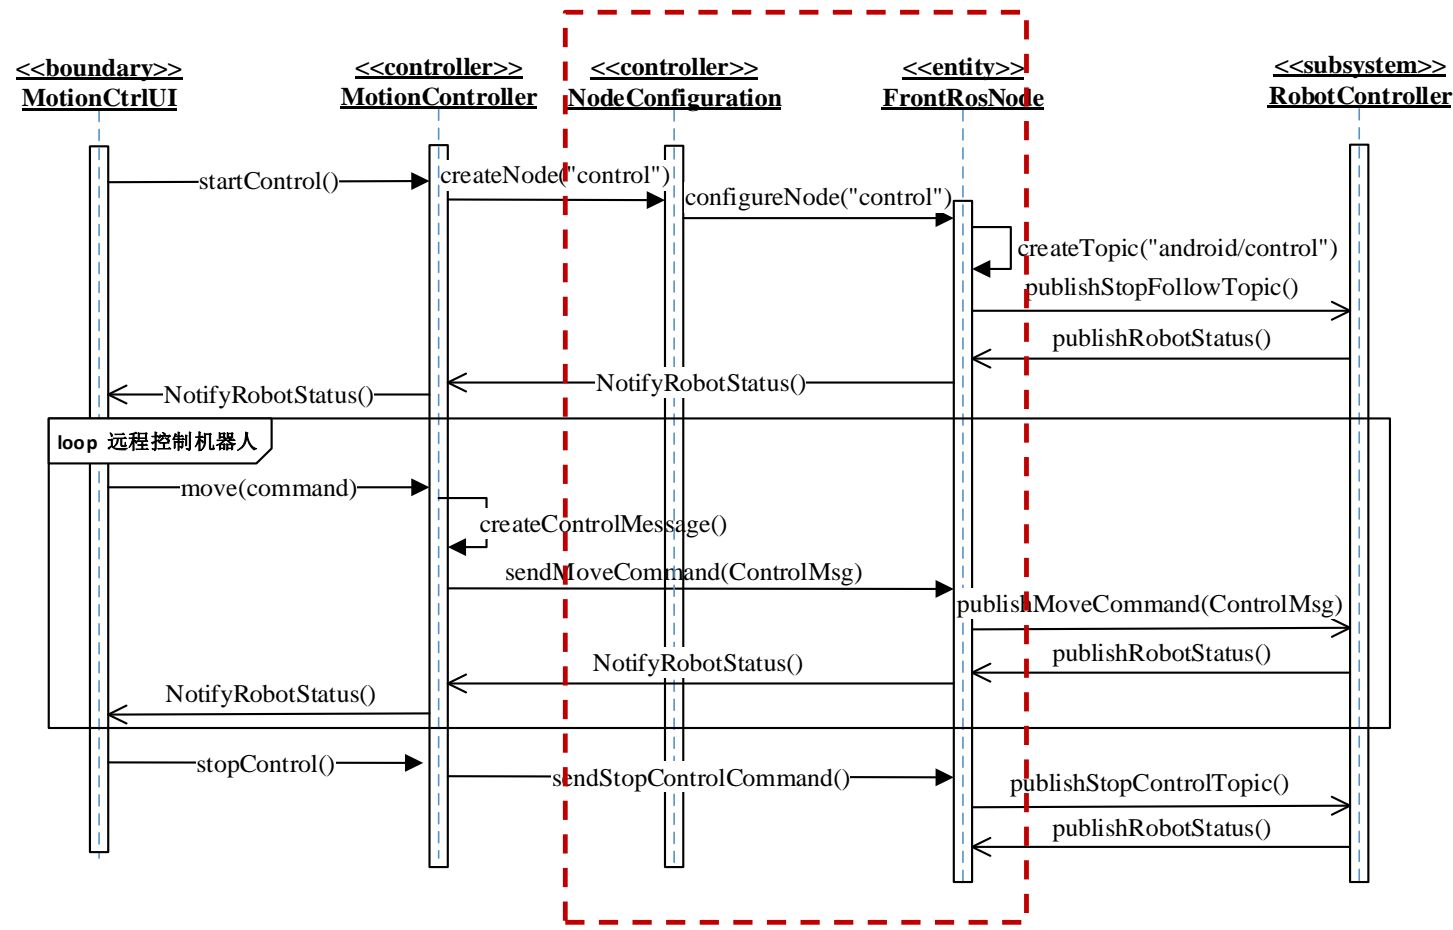 <<boundary>>
MotionCtrlUI
<<controller>>
MotionController
<<controller>>
NodeConfiguration
<<entity>>
FrontRosNode
<<subsystem>>
RobotController
startControl()
createNode("control")
configureNode("control")
createTopic("android/control")
publishStopFollowTopic()
publishRobotStatus()
NotifyRobotStatus()
NotifyRobotStatus()
loop 远程控制机器人
move(command)
createControlMessage()
sendMoveCommand(ControlMsg)
publishMoveCommand(ControlMsg)
publishRobotStatus()
NotifyRobotStatus()
NotifyRobotStatus()
stopControl()
sendStopControlCommand()
publishStopControlTopic()
publishRobotStatus()